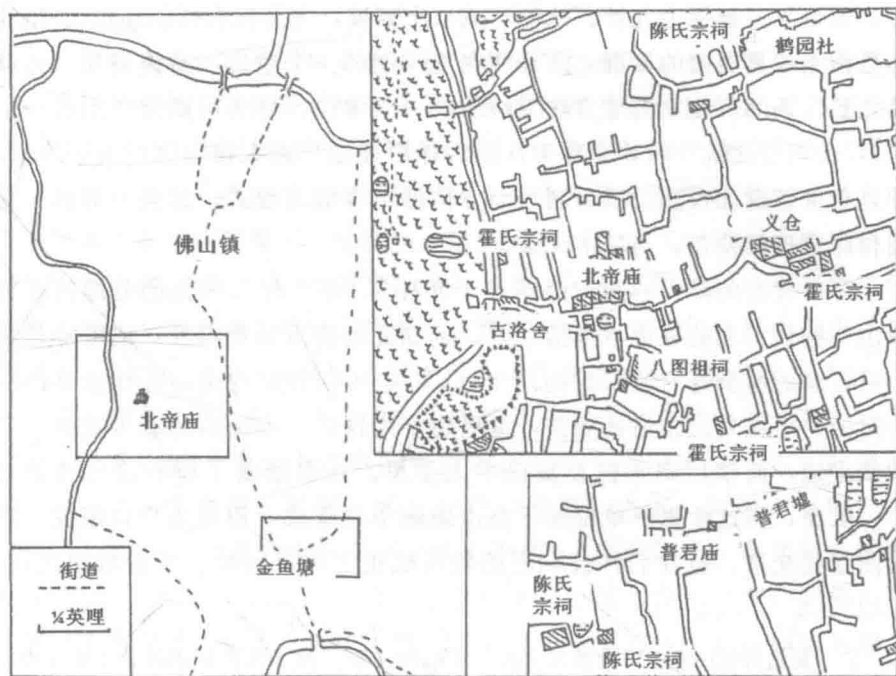 佛山镇
北帝庙
金鱼塘
街道
¼英哩
陈氏宗祠
鹤园社
义仓
霍氏宗祠
北帝庙
霍氏宗祠
古洛舍
八图祖祠
霍氏宗祠
普君墟
普君庙
陈氏
宗祠
陈氏宗祠